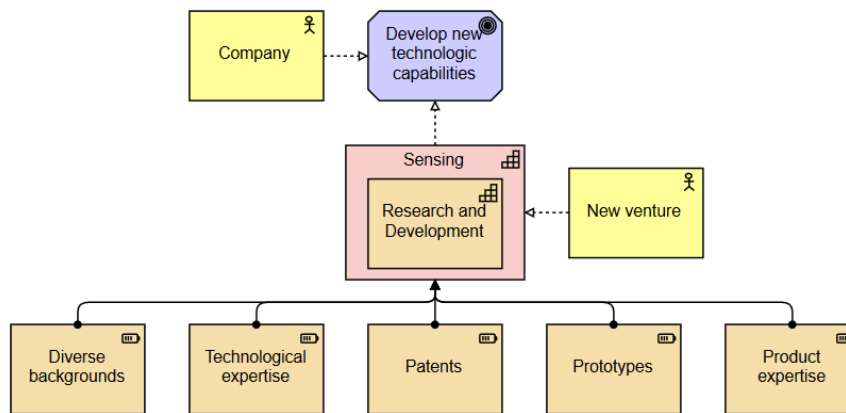 Company
Develop new
technologic
capabilities
Sensing
Research and
Development
New venture
Diverse
backgrounds
Technological
expertise
Patents
Prototypes
Product
expertise